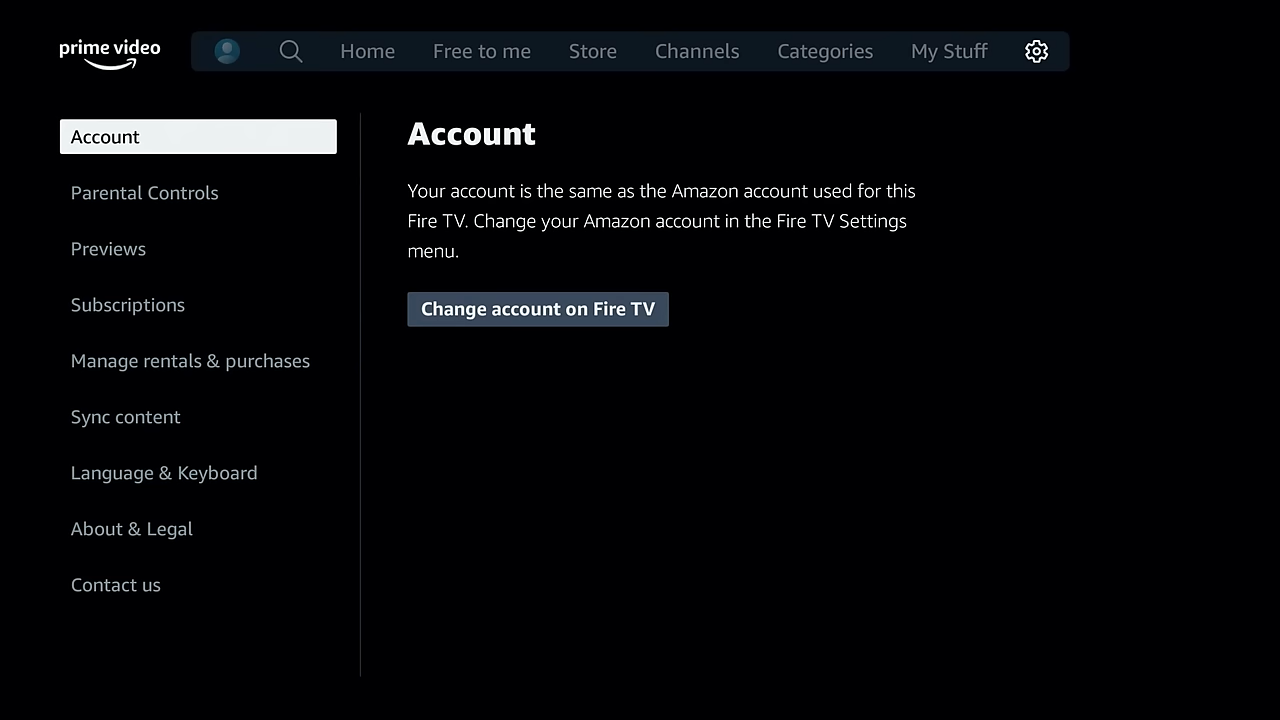 prime video
Home Free to me Store Channels Categories My Stuff
Account
Parental Controls
Previews
Subscriptions
Manage rentals & purchases
Sync content
Language & Keyboard
About & Legal
Contact us
Account
Your account is the same as the Amazon account used for this
Fire TV. Change your Amazon account in the Fire TV Settings
menu.
Change account on Fire TV